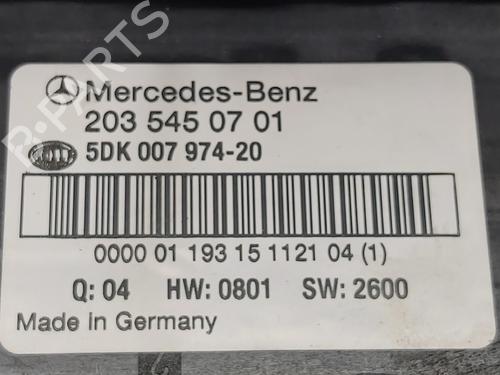 Mercedes-Benz
203 545 07 01
5DK 007 974-20
0000 01 193 15 1121 04 (1)
Q: 04 HW: 0801 SW: 2600
Made in Germany
B-PARTS